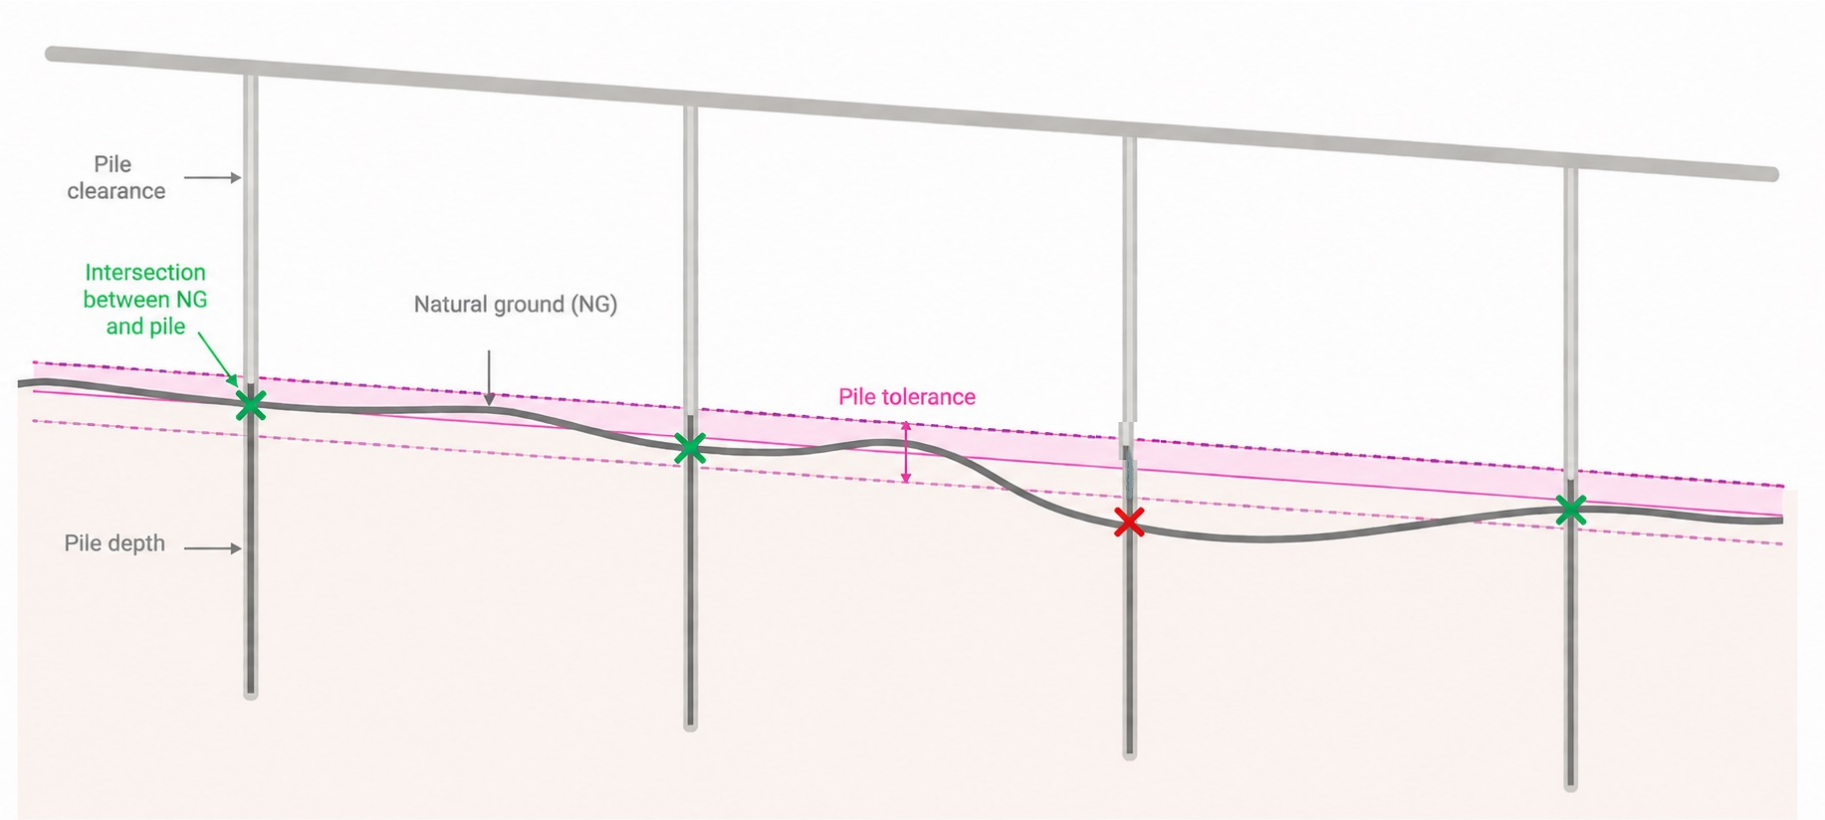 Pile
clearance
Intersection
between NG
and pile
Natural ground (NG)
Pile tolerance
Pile depth